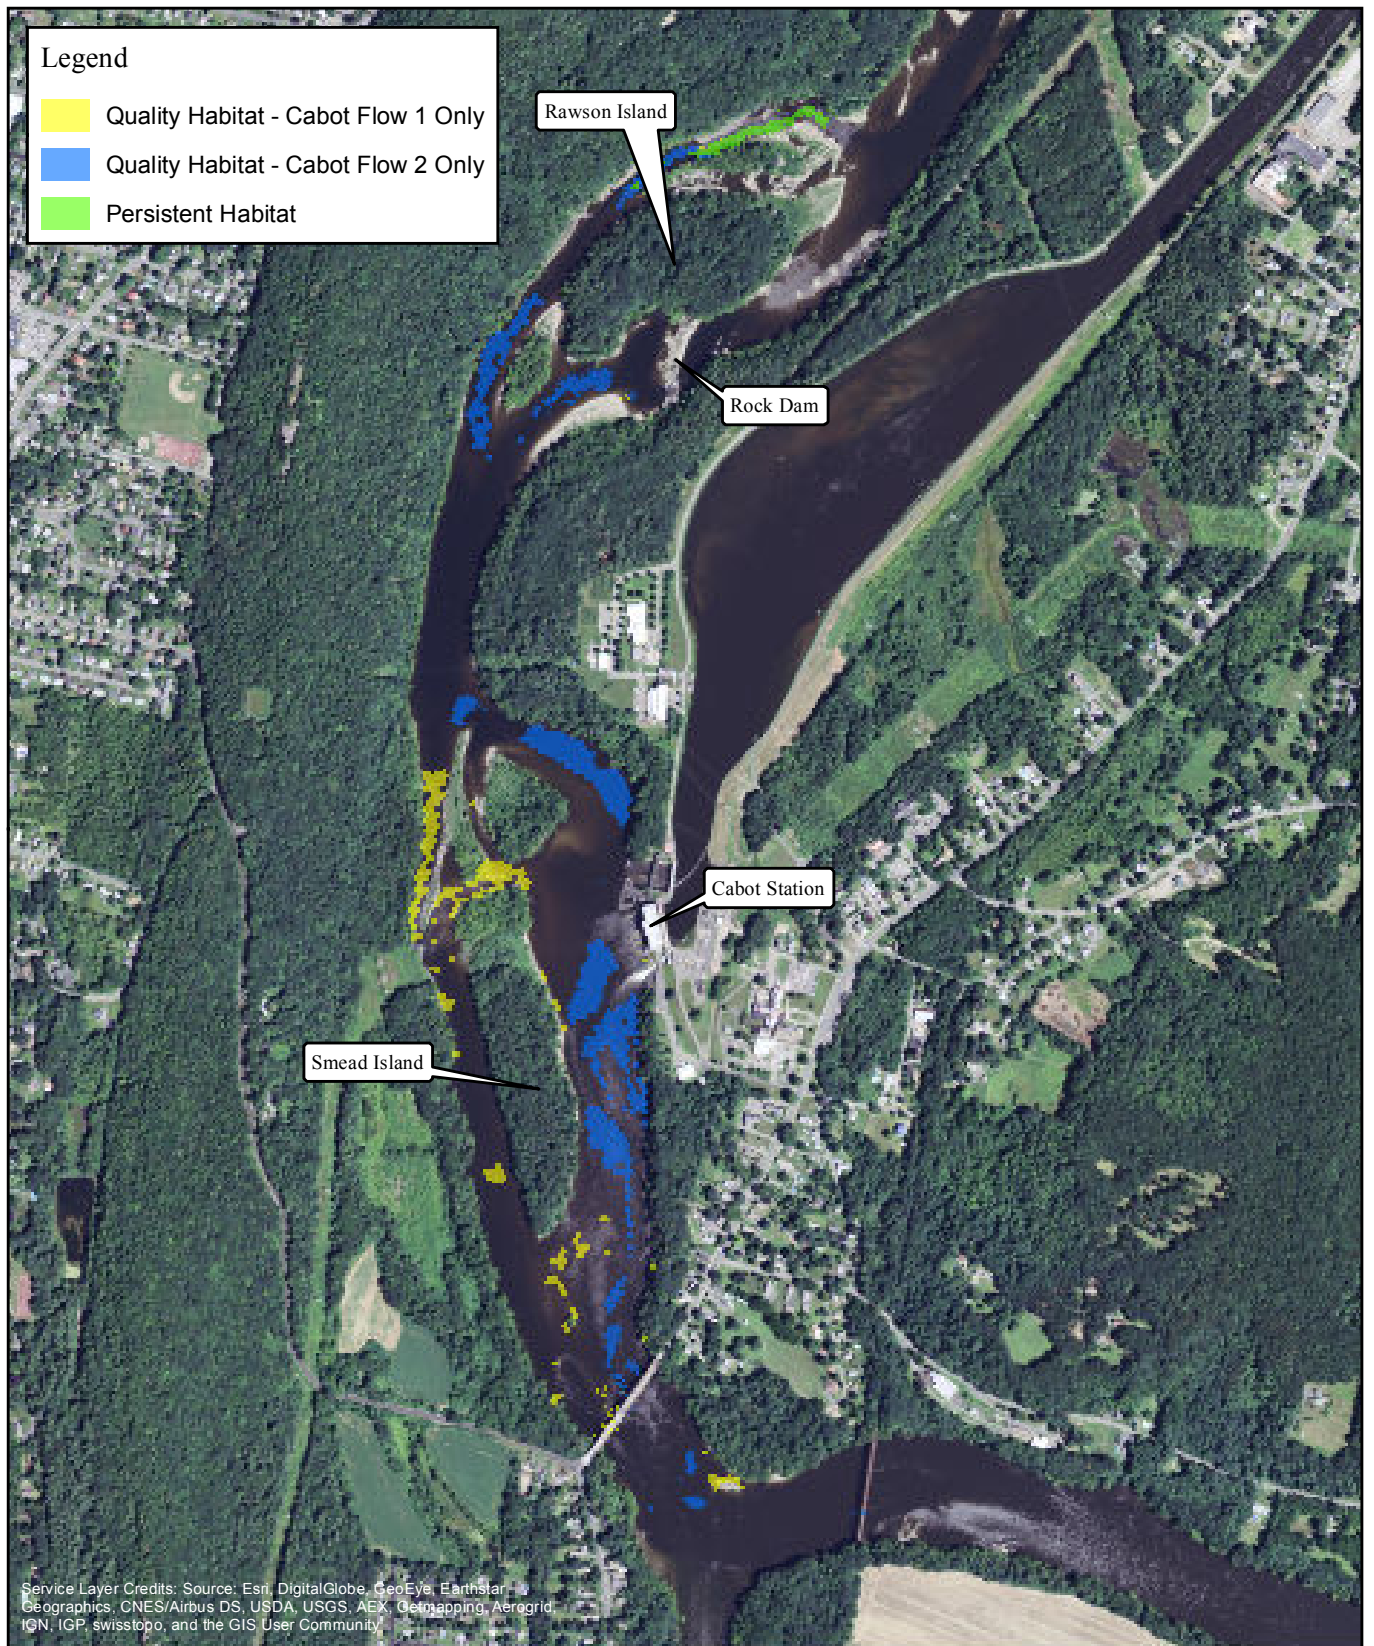 Legend
Quality Habitat - Cabot Flow 1 Only
Quality Habitat - Cabot Flow 2 Only
Persistent Habitat
Rawson Island
Rock Dam
Cabot Station
Smead Island
Service Layer Credits: Source: Esri, DigitalGlobe, GeoEye, Earthstar
Geographics, CNES/Airbus DS, USDA, USGS, AEX, Getmapping, Aerogrid,
IGN, IGP, swisstopo, and the GIS User Community